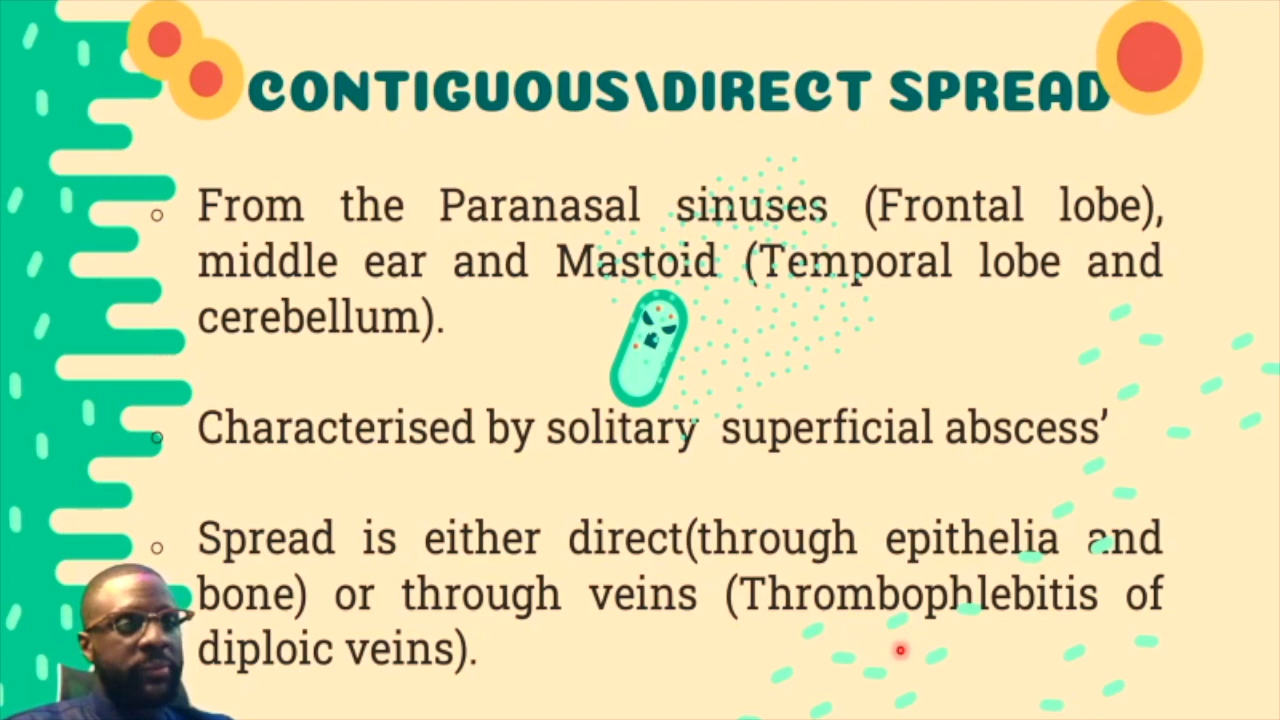 CONTIGUOUS\DIRECT SPREAD
From the Paranasal sinuses (Frontal lobe),
middle ear and Mastoid (Temporal lobe and
cerebellum).
Characterised by solitary superficial abscess’
Spread is either direct(through epithelia and
bone) or through veins (Thrombophlebitis of
diploic veins).